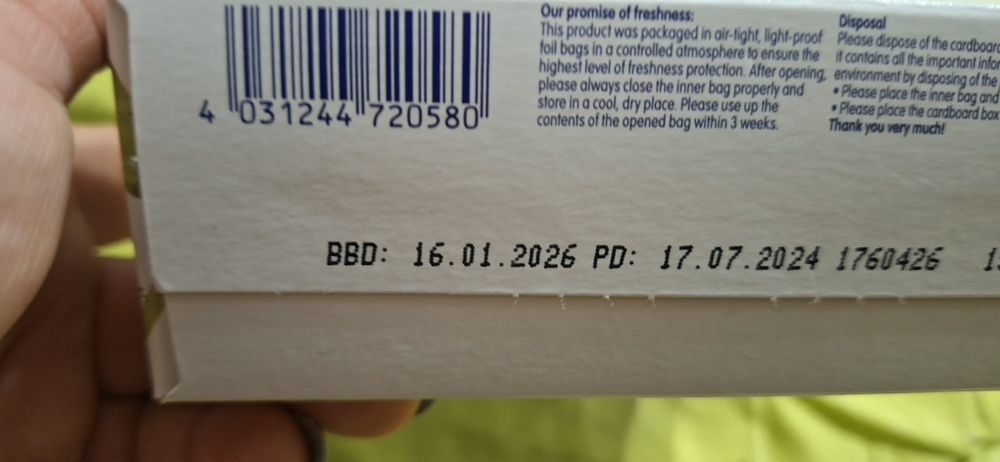 4 031244 720580
Our promise of freshness:
This product was packaged in air-tight, light-proof
foil bags in a controlled atmosphere to ensure the
highest level of freshness protection. After opening,
please always close the inner bag properly and
store in a cool, dry place. Please use up the
contents of the opened bag within 3 weeks.
Disposal
Please dispose of the
it contains all the important
environment by disposing of the
• Please place the inner bag and
• Please place the cardboard box
Thank you very much!
BBD: 16.01.2026 PD: 17.07.2024 1760426